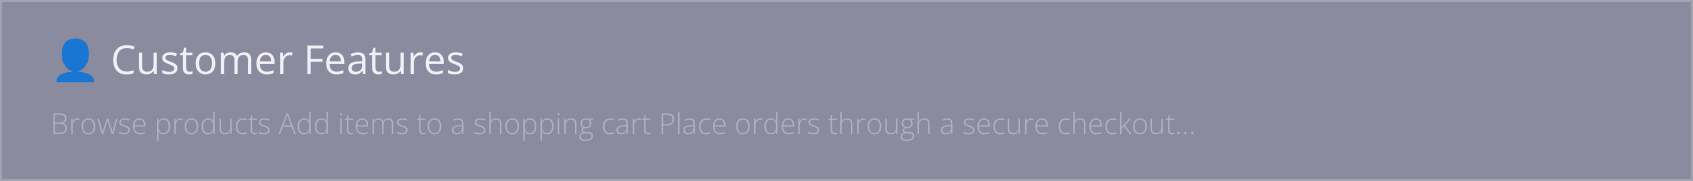 👤 Customer Features
Browse products Add items to a shopping cart Place orders through a secure checkout...